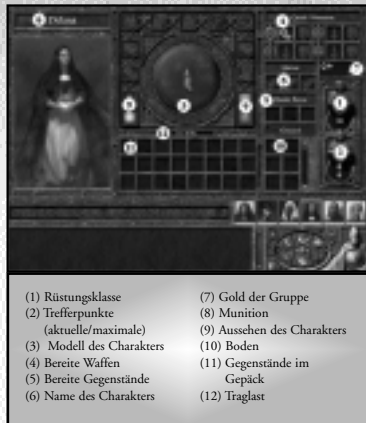 (1) Rüstungsklasse
(2) Trefferpunkte
(aktuelle/maximale)
(3) Modell des Charakters
(4) Bereite Waffen
(5) Bereite Gegenstände
(6) Name des Charakters
(7) Gold der Gruppe
(8) Munition
(9) Aussehen des Charakters
(10) Boden
(11) Gegenstände im
Gepäck
(12) Traglast